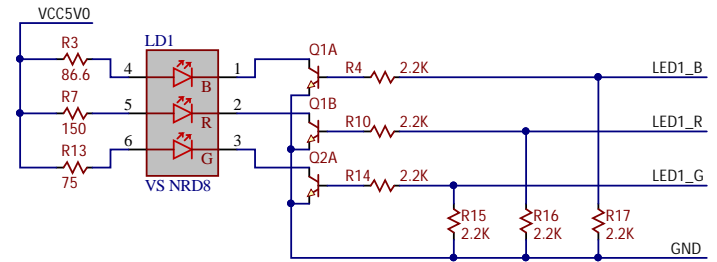 VCC5V0
R3
86.6
R7
150
R13
75
LD1
4
1
B
5
2
R
6
3
G
VS NRD8
Q1A
R4
2.2K
LED1_B
Q1B
R10
2.2K
LED1_R
Q2A
R14
2.2K
LED1_G
R15
2.2K
R16
2.2K
R17
2.2K
GND